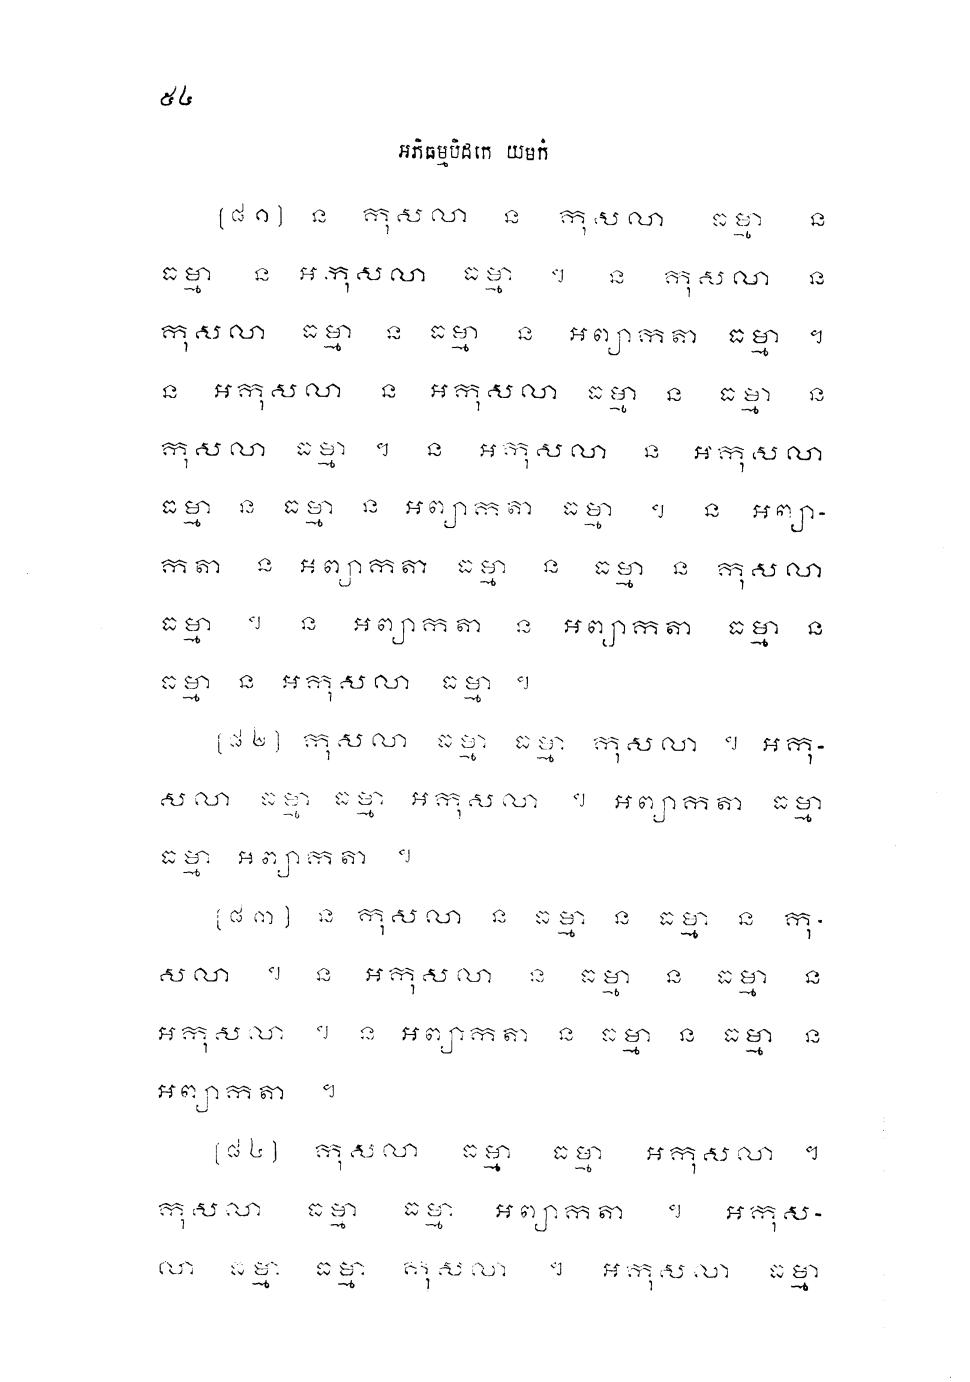 ៥៤
អភិធម្មបិដកេ យមកំ
(៨១) ន កុសលា ន កុសលា ធម្មា ន
ធម្មា ន អកុសលា ធម្មា ។ ន កុសលា ន
កុសលា ធម្មា ន ធម្មា ន អព្យាកតា ធម្មា ។
ន អកុសលា ន អកុសលា ធម្មា ន ធម្មា ន
កុសលា ធម្មា ។ ន អកុសលា ន អកុសលា
ធម្មា ន ធម្មា ន អព្យាកតា ធម្មា ។ ន អព្យា-
កតា ន អព្យាកតា ធម្មា ន ធម្មា ន កុសលា
ធម្មា ។ ន អព្យាកតា ន អព្យាកតា ធម្មា ន
ធម្មា ន អកុសលា ធម្មា ។
(៨២) កុសលា ធម្មា ធម្មា កុសលា ។ អកុ-
សលា ធម្មា ធម្មា អកុសលា ។ អព្យាកតា ធម្មា
ធម្មា អព្យាកតា ។
(៨៣) ន កុសលា ន ធម្មា ន ធម្មា ន កុ-
សលា ។ ន អកុសលា ន ធម្មា ន ធម្មា ន
អកុសលា ។ ន អព្យាកតា ន ធម្មា ន ធម្មា ន
អព្យាកតា ។
(៨៤) កុសលា ធម្មា ធម្មា អកុសលា ។
កុសលា ធម្មា ធម្មា អព្យាកតា ។ អកុស-
លា ធម្មា ធម្មា កុសលា ។ អកុសលា ធម្មា